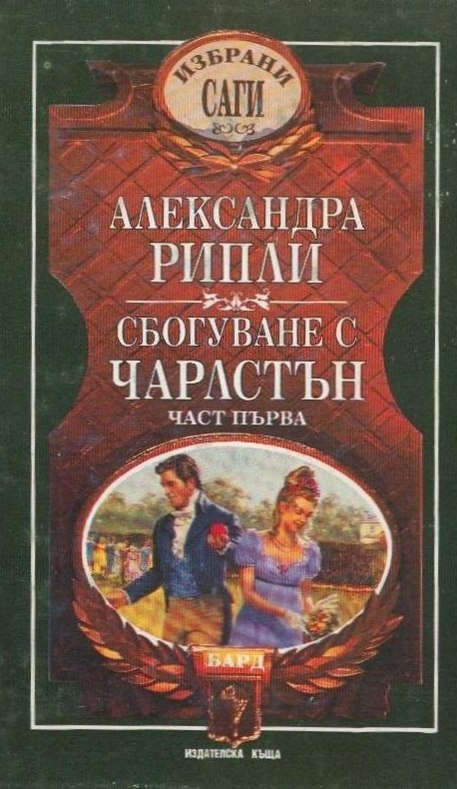 ИЗБРАНИ
САГИ
АЛЕКСАНДРА
РИПЛИ
СБОГУВАНЕ С
ЧАРЛСТЪН
ЧАСТ ПЪРВА
БАРД
ИЗДАТЕЛСКА КЪЩА